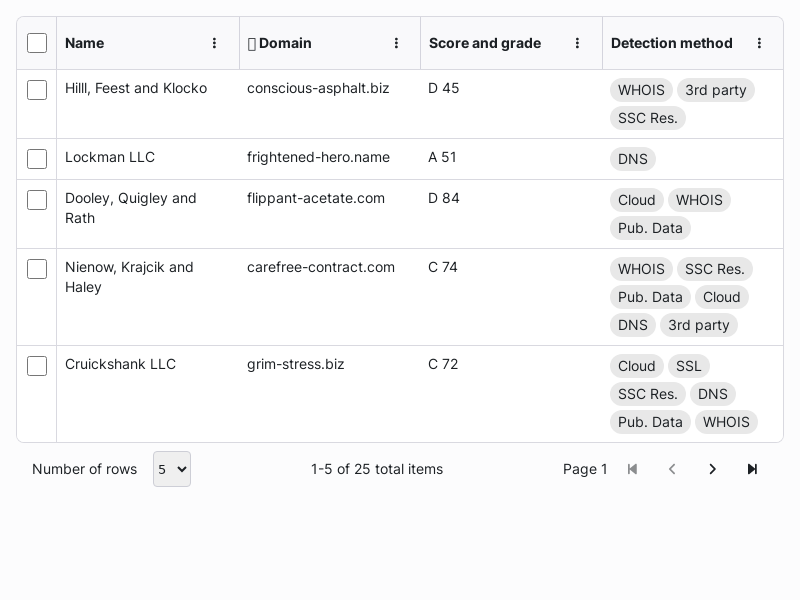 Name Domain Score and grade Detection method
Hilll, Feest and Klocko conscious-asphalt.biz D 45 WHOIS 3rd party
SSC Res.
Lockman LLC frightened-hero.name A 51 DNS
Dooley, Quigley and flippant-acetate.com D 84 Cloud WHOIS
Rath Pub. Data
Nienow, Krajcik and carefree-contract.com C 74 WHOIS SSC Res.
Haley Pub. Data Cloud
DNS 3rd party
Cruickshank LLC grim-stress.biz C 72 Cloud SSL
SSC Res. DNS
Pub. Data WHOIS
Number of rows 5 1-5 of 25 total items Page 1